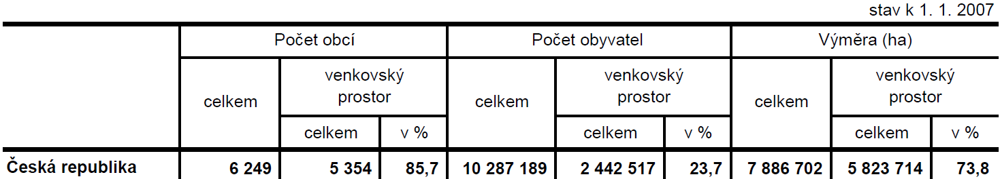 stav k 1. 1. 2007
Počet obcí Počet obyvatel Výměra (ha)
celkem venkovský prostor celkem venkovský prostor celkem venkovský prostor
celkem v % celkem v % celkem v %
Česká republika 6 249 5 354 85,7 10 287 189 2 442 517 23,7 7 886 702 5 823 714 73,8